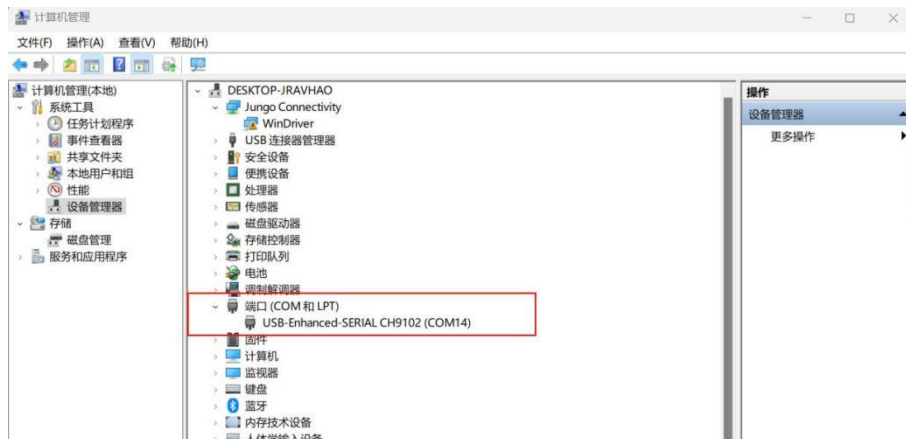 计算机管理
文件(F) 操作(A) 查看(V) 帮助(H)
计算机管理(本地)
系统工具
任务计划程序
事件查看器
共享文件夹
本地用户和组
性能
设备管理器
存储
磁盘管理
服务和应用程序
DESKTOP-JRAVHAO
Jungo Connectivity
WinDriver
USB 连接器管理器
安全设备
便携设备
处理器
传感器
磁盘驱动器
存储控制器
打印队列
电池
调制解调器
端口 (COM 和 LPT)
USB-Enhanced-SERIAL CH9102 (COM14)
固件
计算机
监视器
键盘
蓝牙
内存技术设备
人体学输入设备
操作
设备管理器
更多操作